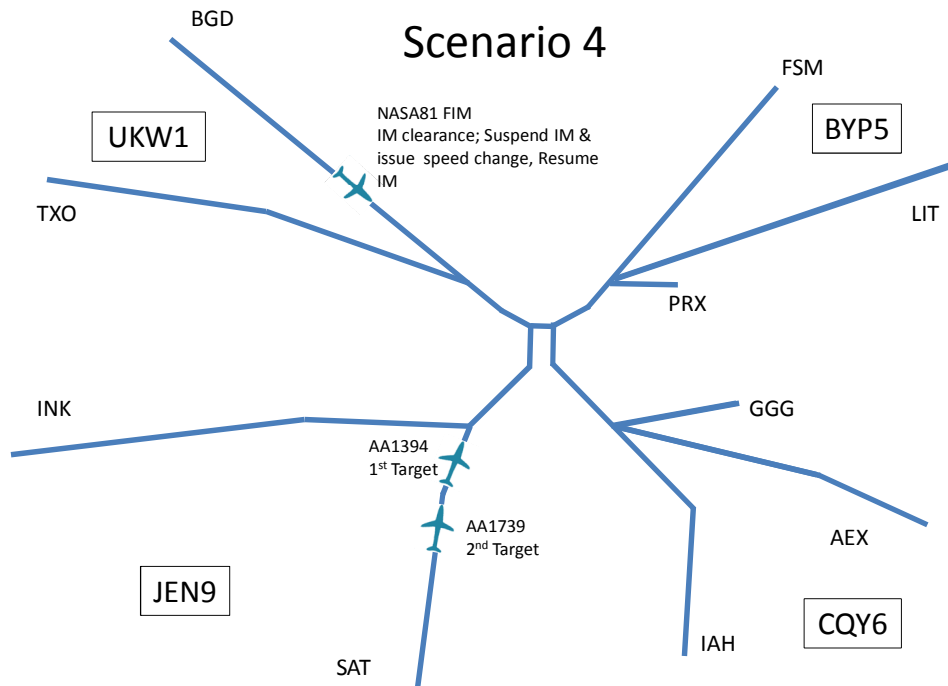 BGD
Scenario 4
FSM
NASA81 FIM
IM clearance; Suspend IM &
issue speed change, Resume
IM
UKW1
BYP5
TXO
LIT
PRX
INK
GGG
AA1394
1st Target
AA1739
2nd Target
AEX
JEN9
CQY6
IAH
SAT